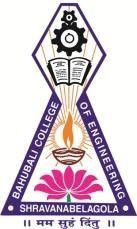 BAHUBALI COLLEGE
OF ENGINEERING
SHRAVANABELAGOLA
॥ मम सुहं दिंतु ॥